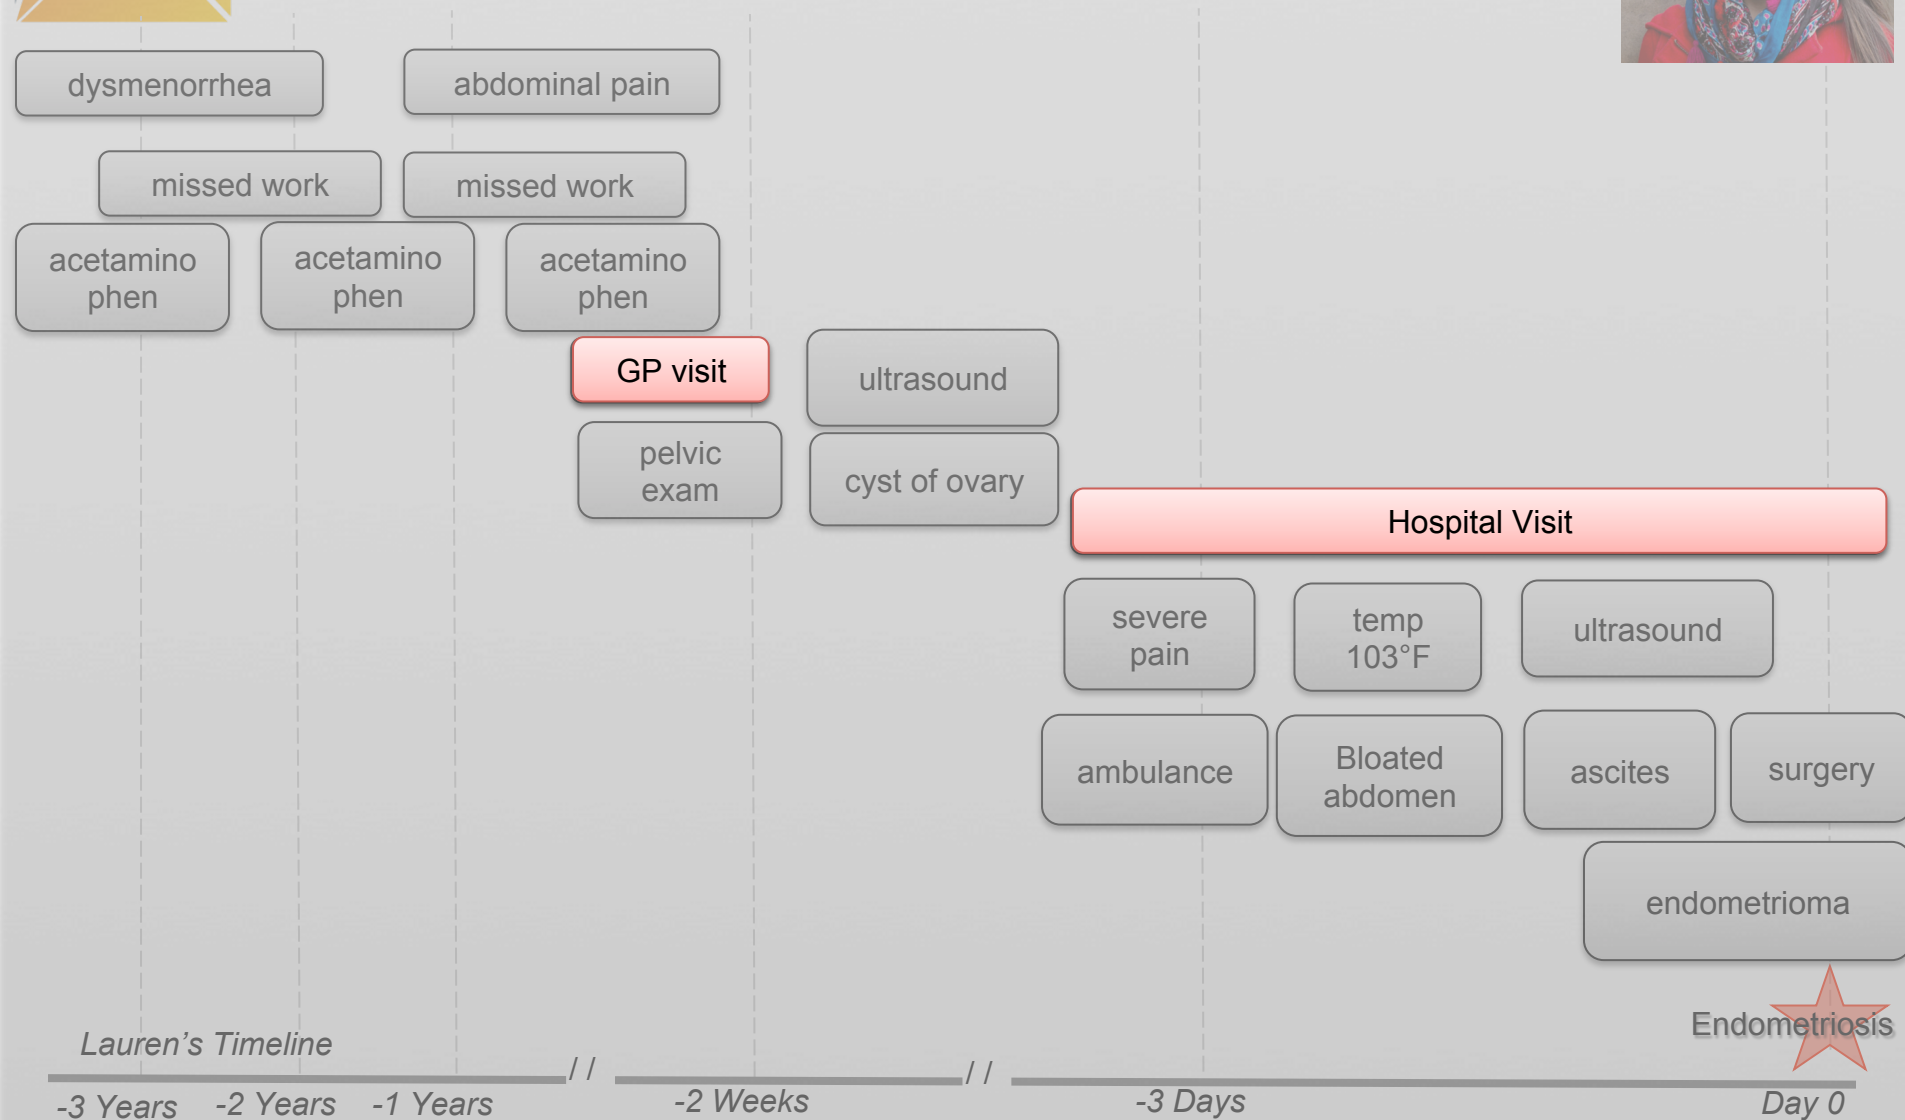 dysmenorrhea
abdominal pain
missed work
missed work
acetamino
phen
acetamino
phen
acetamino
phen
GP visit
ultrasound
pelvic
exam
cyst of ovary
Hospital Visit
severe
pain
temp
103°F
ultrasound
ambulance
Bloated
abdomen
ascites
surgery
endometrioma
Endometriosis
Lauren’s Timeline
/ /
/ /
-3 Years
-2 Years
-1 Years
-2 Weeks
-3 Days
Day 0